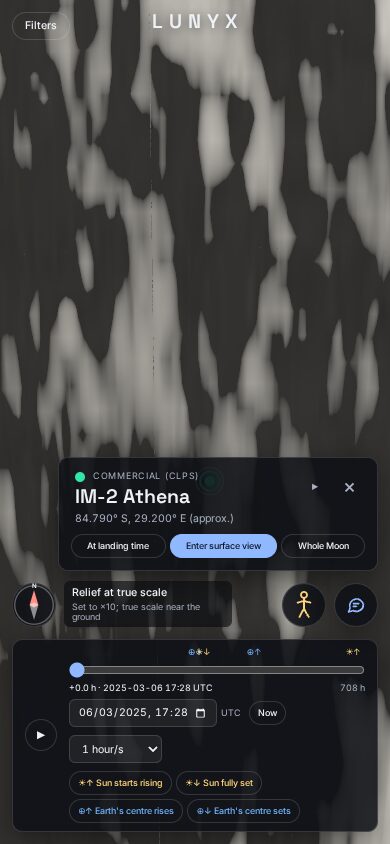 Filters
LUNYX
COMMERCIAL (CLPS)
IM-2 Athena
84.790° S, 29.200° E (approx.)
At landing time
Enter surface view
Whole Moon
N
Relief at true scale
Set to ×10; true scale near the
ground
⊕☀↓ ⊕↑ ☀↑
+0.0 h · 2025-03-06 17:28 UTC 708 h
06/03/2025, 17:28 UTC Now
1 hour/s
☀↑ Sun starts rising ☀↓ Sun fully set
⊕↑ Earth's centre rises ⊕↓ Earth's centre sets